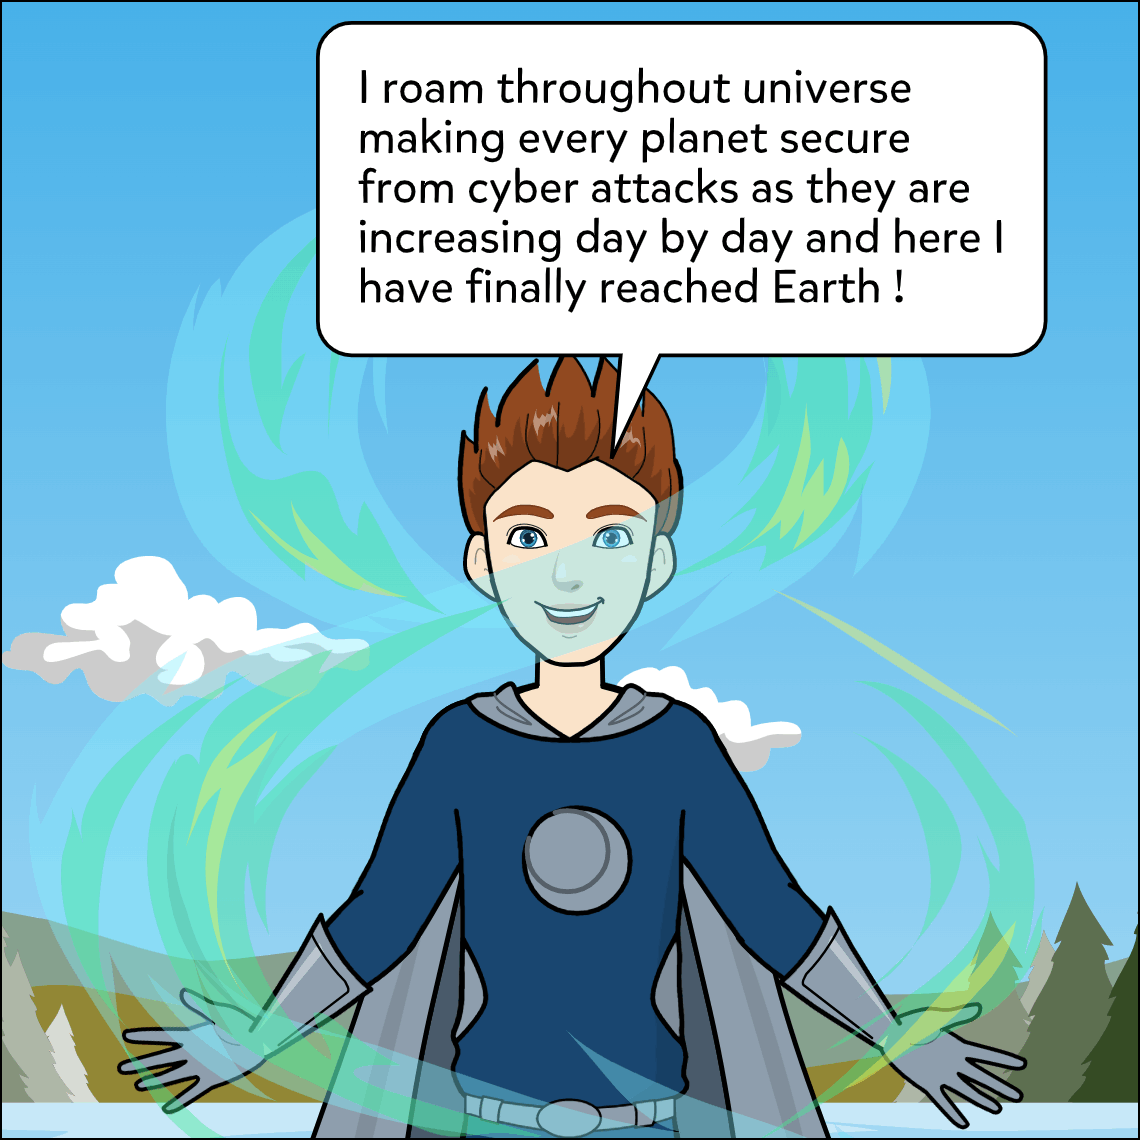 I roam throughout universe
making every planet secure
from cyber attacks as they are
increasing day by day and here I
have finally reached Earth !